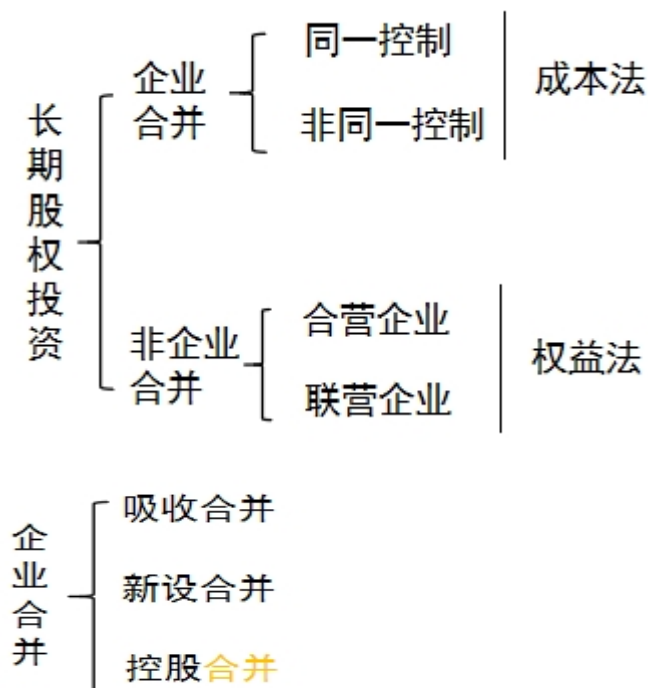 长期股权投资
企业
合并
同一控制
非同一控制
成本法
非企业
合并
合营企业
联营企业
权益法
企业合并
吸收合并
新设合并
控股合并